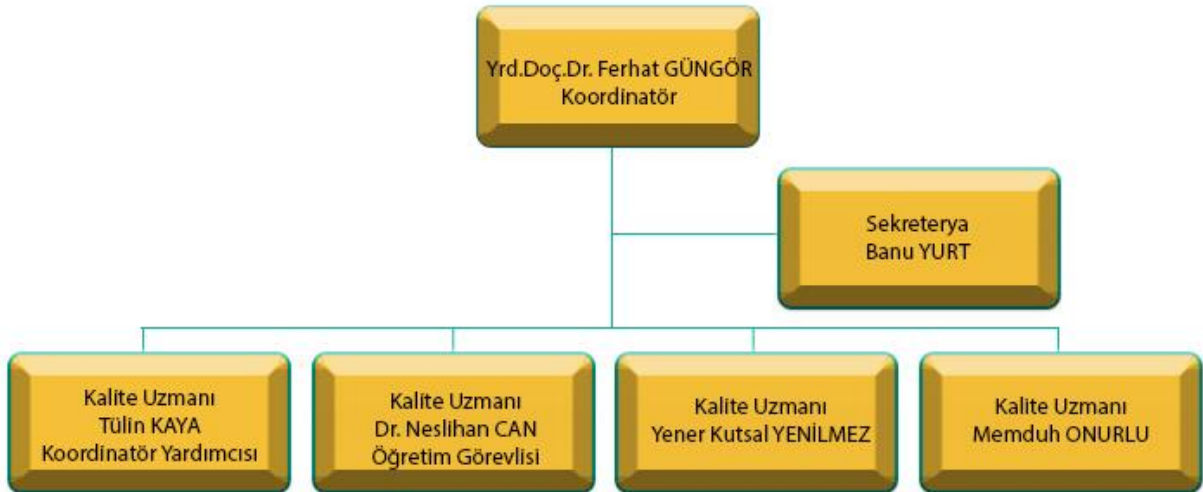 Yrd.Doç.Dr. Ferhat GÜNGÖR
Koordinatör
Sekreterya
Banu YURT
Kalite Uzmanı
Tülin KAYA
Koordinatör Yardımcısı
Kalite Uzmanı
Dr. Neslihan CAN
Öğretim Görevlisi
Kalite Uzmanı
Yener Kutsal YENİLMEZ
Kalite Uzmanı
Memduh ONURLU